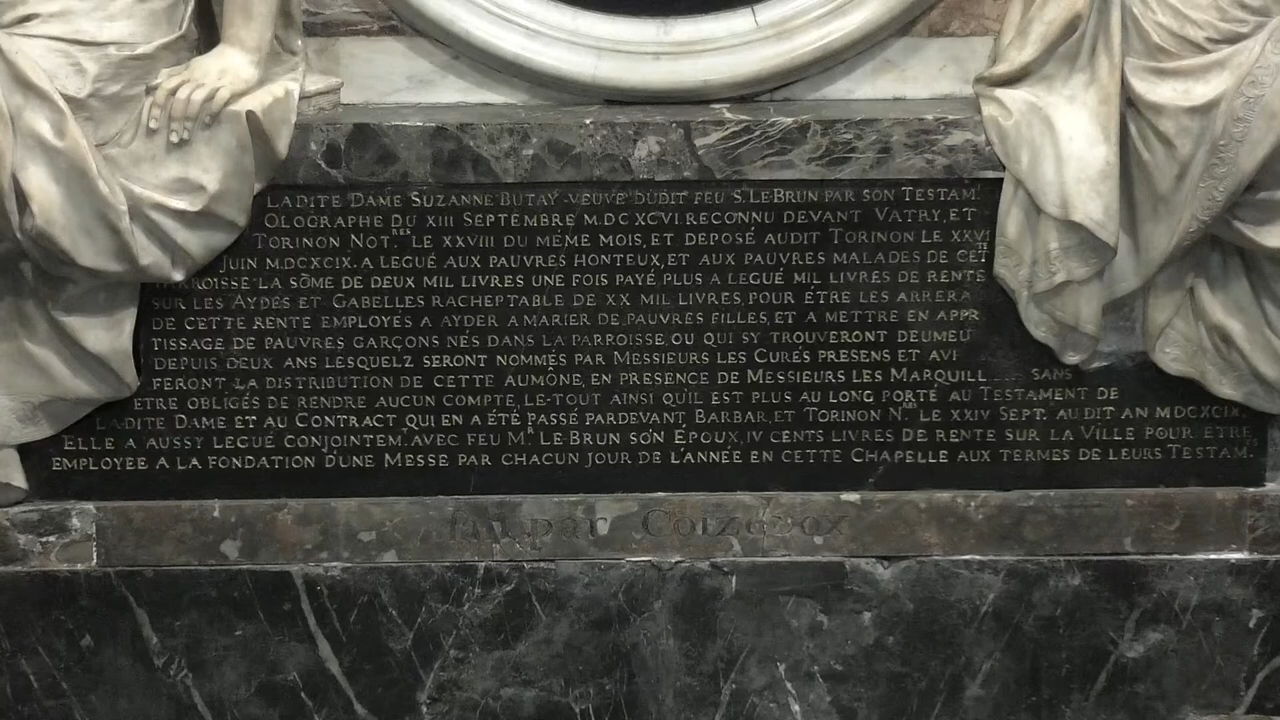 LADITE DAME SUZANNE BUTAY VEUVE DUDIT FEU S. LE BRUN PAR SON TESTAM.
OLOGRAPHE DU XIII SEPTEMBRE M.DC XCVI RECONNU DEVANT VATRY, ET
TORINON NOT.RES LE XXVIII DU MÊME MOIS, ET DEPOSÉ AUDIT TORINON LE XXVI
JUIN M.DCXCIX. A LEGUÉ AUX PAUVRES HONTEUX, ET AUX PAUVRES MALADES DE CETTE
PARROISSE LA SÔME DE DEUX MIL LIVRES UNE FOIS PAYÉ, PLUS A LEGUÉ MIL LIVRES DE RENTE
SUR LES AYDES ET GABELLES RACHEPTABLE DE XX MIL LIVRES, POUR ÊTRE LES ARRERA
DE CETTE RENTE EMPLOYÉS A AYDER A MARIER DE PAUVRES FILLES, ET A METTRE EN APPR
TISSAGE DE PAUVRES GARÇONS NÉS DANS LA PARROISSE, OU QUI SY TROUVERONT DEUMEU
DEPUIS DEUX ANS LESQUELZ SERONT NOMMÉS PAR MESSIEURS LES CURÉS PRESENS ET AVE
FERONT LA DISTRIBUTION DE CETTE AUMÔNE, EN PRESENCE DE MESSIEURS LES MARQUILL SANS
ETRE OBLIGÉS DE RENDRE AUCUN COMPTE, LE TOUT AINSI QU'IL EST PLUS AU LONG PORTÉ AU TESTAMENT DE
LADITE DAME ET AU CONTRACT QUI EN A ÉTÉ PASSÉ PARDEVANT BARBAR, ET TORINON N.RES LE XXIV SEPT. AUDIT AN MDCXCIX.
ELLE A AUSSY LEGUÉ CONJOINTEM.T AVEC FEU M.R LE BRUN SON ÉPOUX, IV CENTS LIVRES DE RENTE SUR LA VILLE POUR ETRE
EMPLOYÉE A LA FONDATION D'UNE MESSE PAR CHACUN JOUR DE L'ANNÉE EN CETTE CHAPELLE AUX TERMES DE LEURS TESTAM.TS
fait par Coizevox